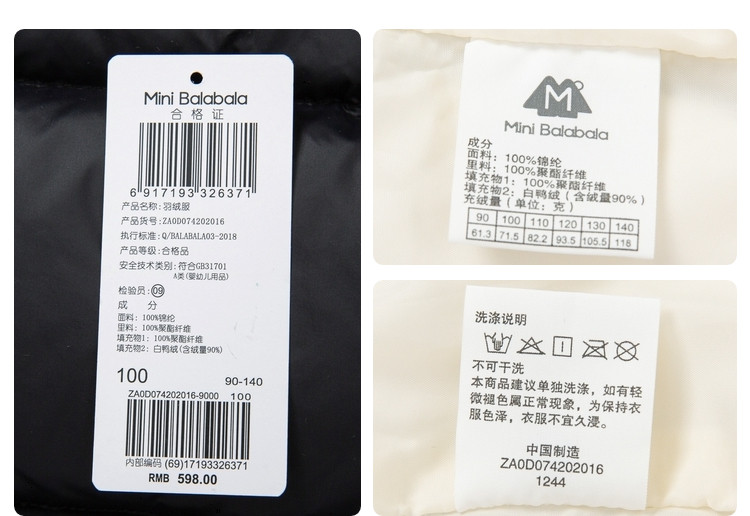 Mini Balabala
合格证
6 917193 326371
产品名称: 羽绒服
产品货号: ZA0D074202016
执行标准: Q/BALABALA03-2018
产品等级: 合格品
安全技术类别: 符合GB31701
A类(婴幼儿用品)
检验员: 09
成 分
面料: 100%锦纶
里料: 100%聚酯纤维
填充物1: 100%聚酯纤维
填充物2: 白鸭绒(含绒量90%)
100 90-140
ZA0D074202016-9000 100
内部编码 (69)17193326371
RMB 598.00
M
Mini Balabala
成分
面料: 100%锦纶
里料: 100%聚酯纤维
填充物1: 100%聚酯纤维
填充物2: 白鸭绒(含绒量90%)
充绒量(单位: 克)
90 100 110 120 130 140
61.3 71.5 82.2 93.5 105.5 118
洗涤说明
不可干洗
本商品建议单独洗涤, 如有轻
微褪色属正常现象, 为保持衣
服色泽, 衣服不宜久浸。
中国制造
ZA0D074202016
1244